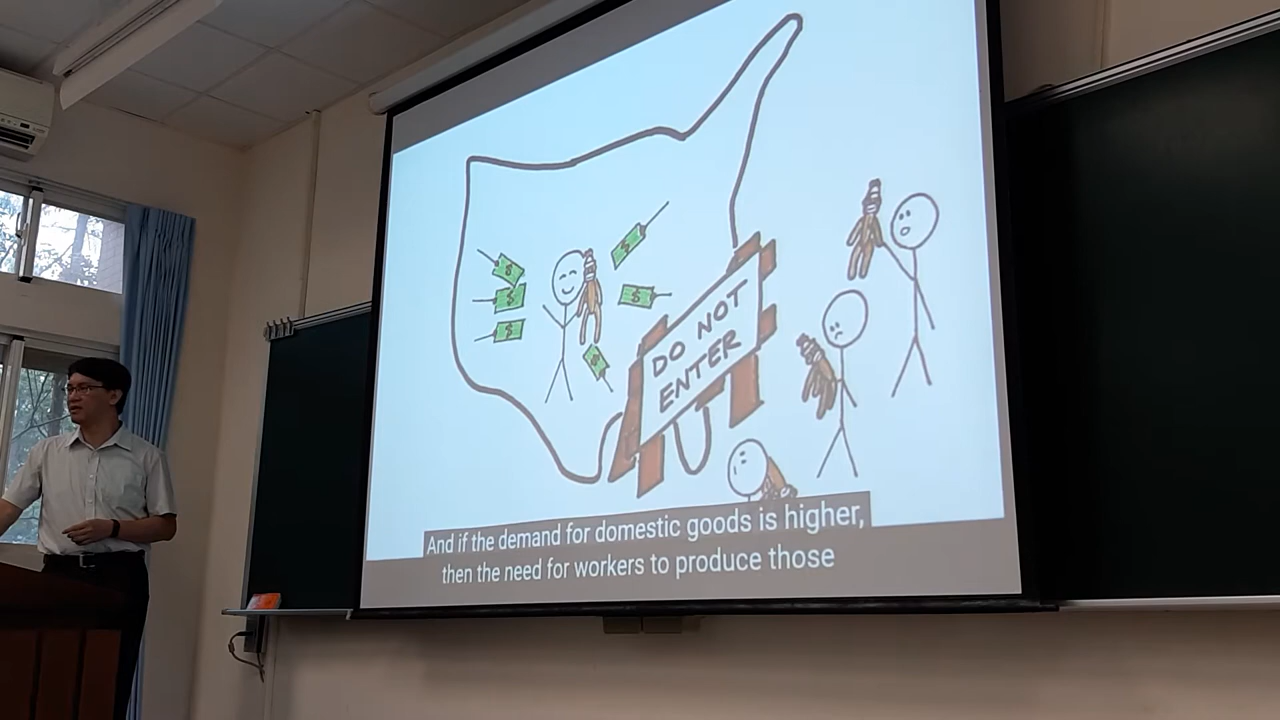 $
$
$
$
$
$
DO NOT
ENTER
And if the demand for domestic goods is higher,
then the need for workers to produce those